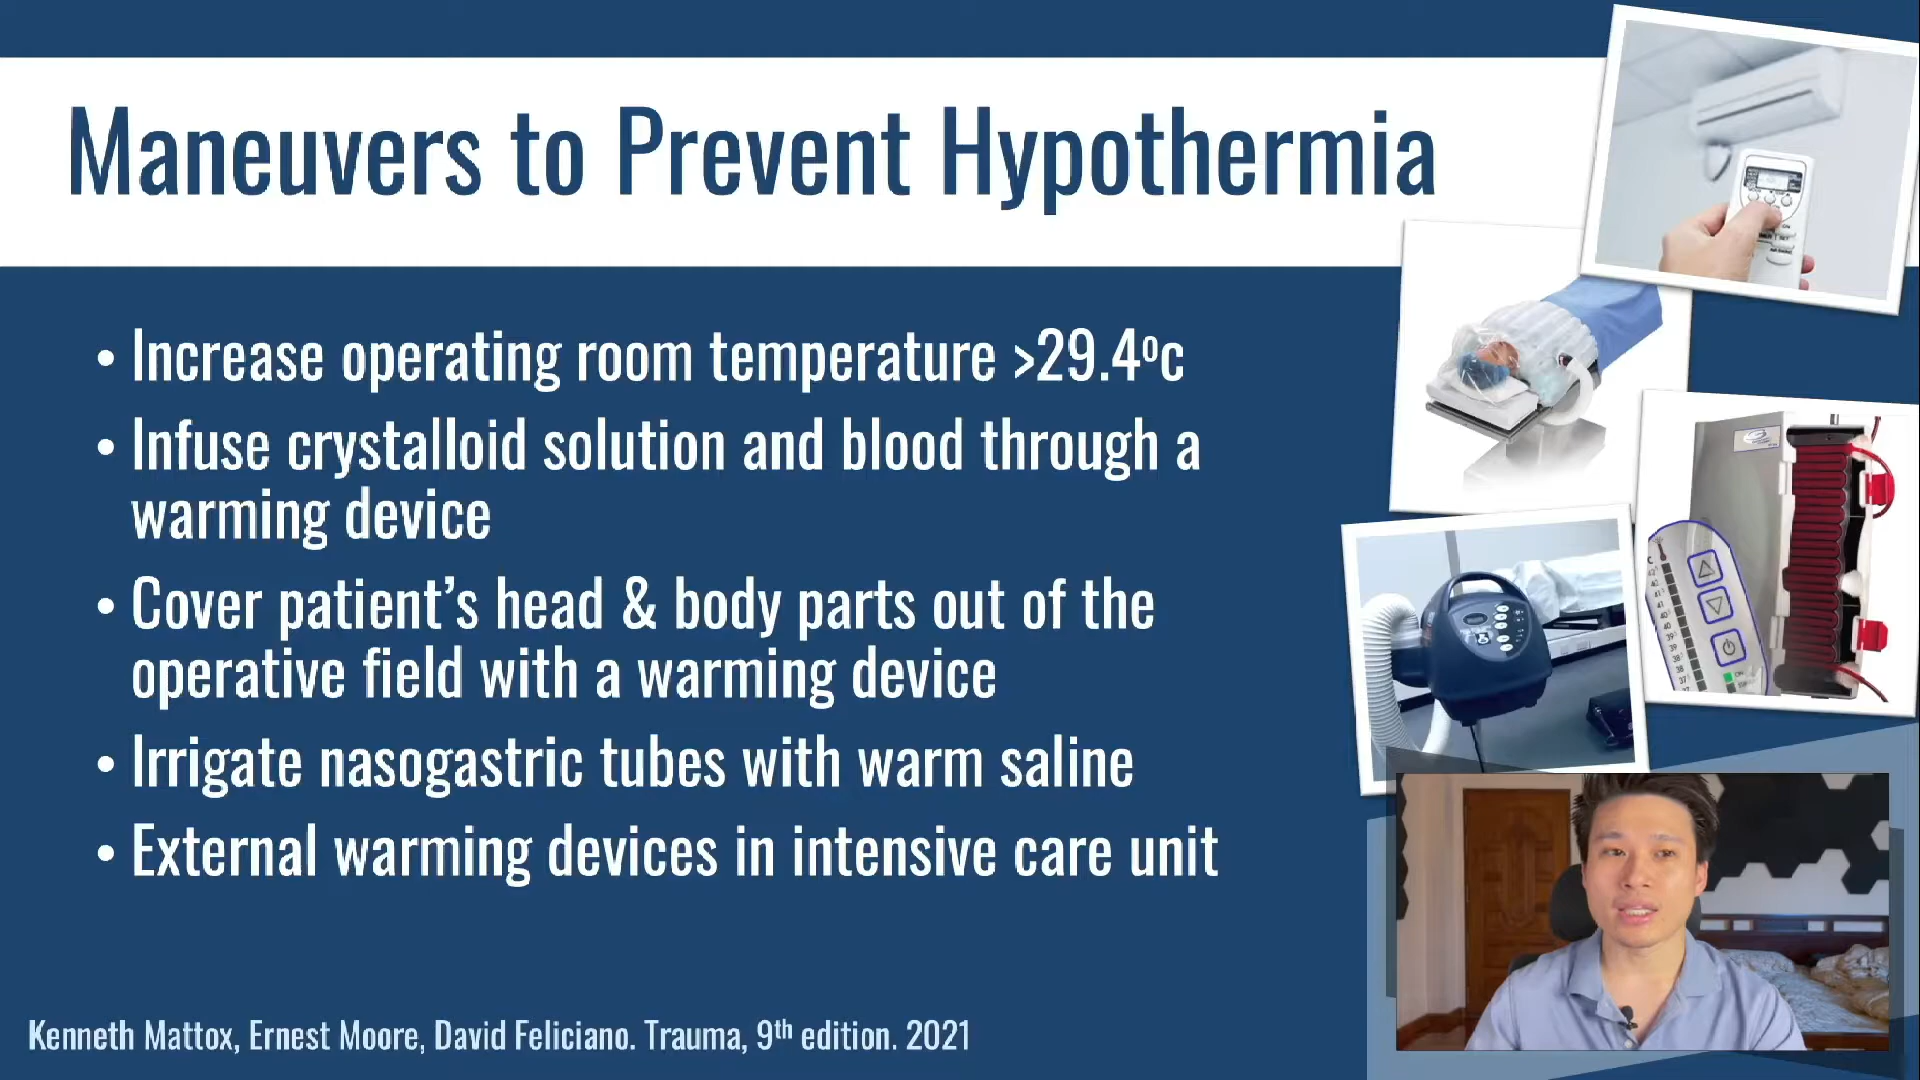 Maneuvers to Prevent Hypothermia
• Increase operating room temperature >29.4ºc
• Infuse crystalloid solution and blood through a
warming device
• Cover patient’s head & body parts out of the
operative field with a warming device
• Irrigate nasogastric tubes with warm saline
• External warming devices in intensive care unit
Kenneth Mattox, Ernest Moore, David Feliciano. Trauma, 9th edition. 2021